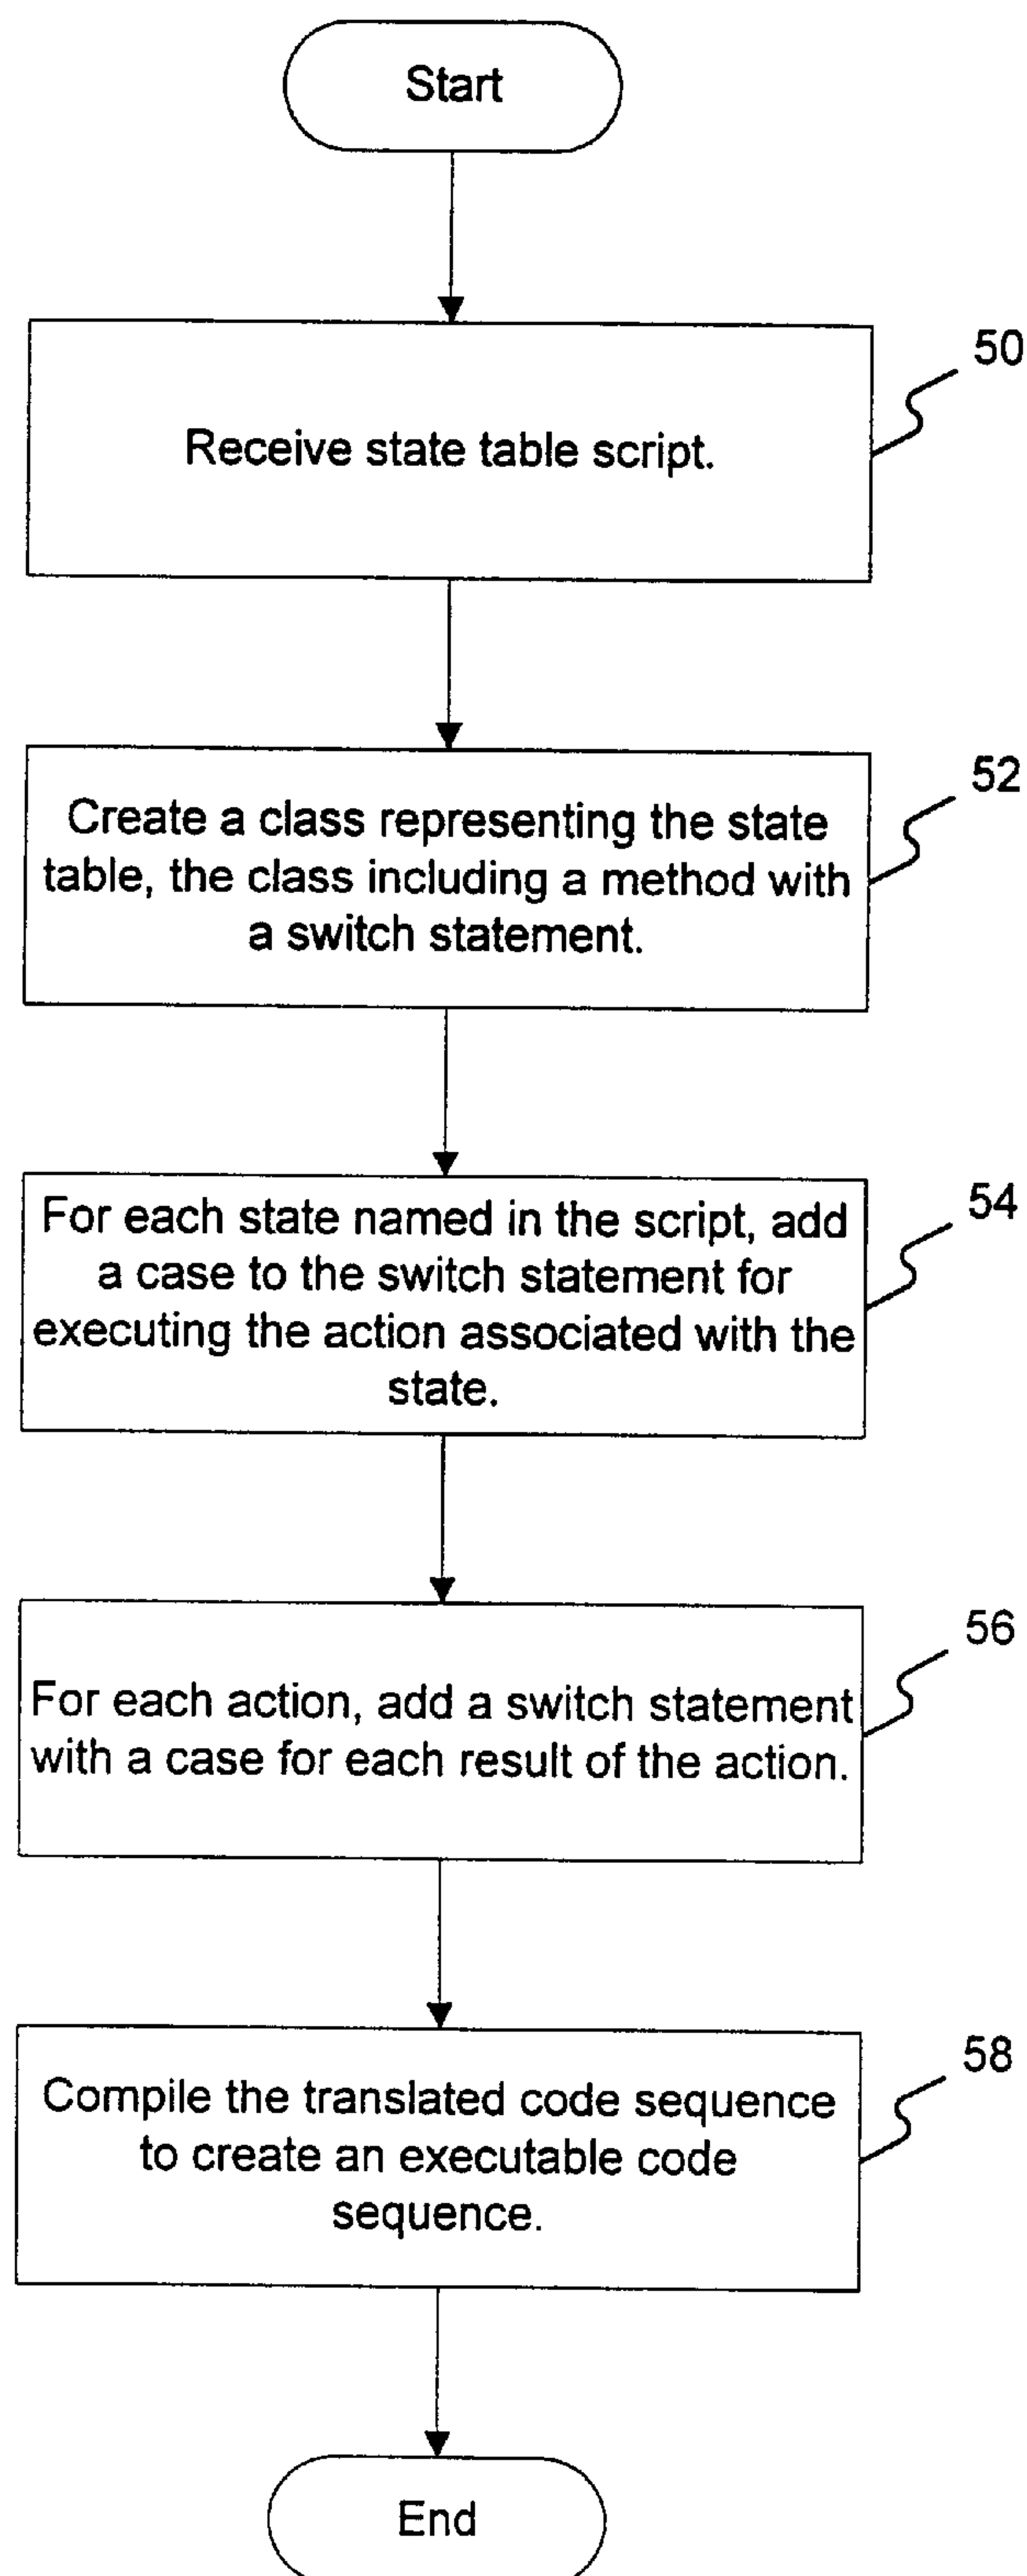 Start
50
Receive state table script.
52
Create a class representing the state
table, the class including a method with
a switch statement.
54
For each state named in the script, add
a case to the switch statement for
executing the action associated with the
state.
56
For each action, add a switch statement
with a case for each result of the action.
58
Compile the translated code sequence
to create an executable code
sequence.
End